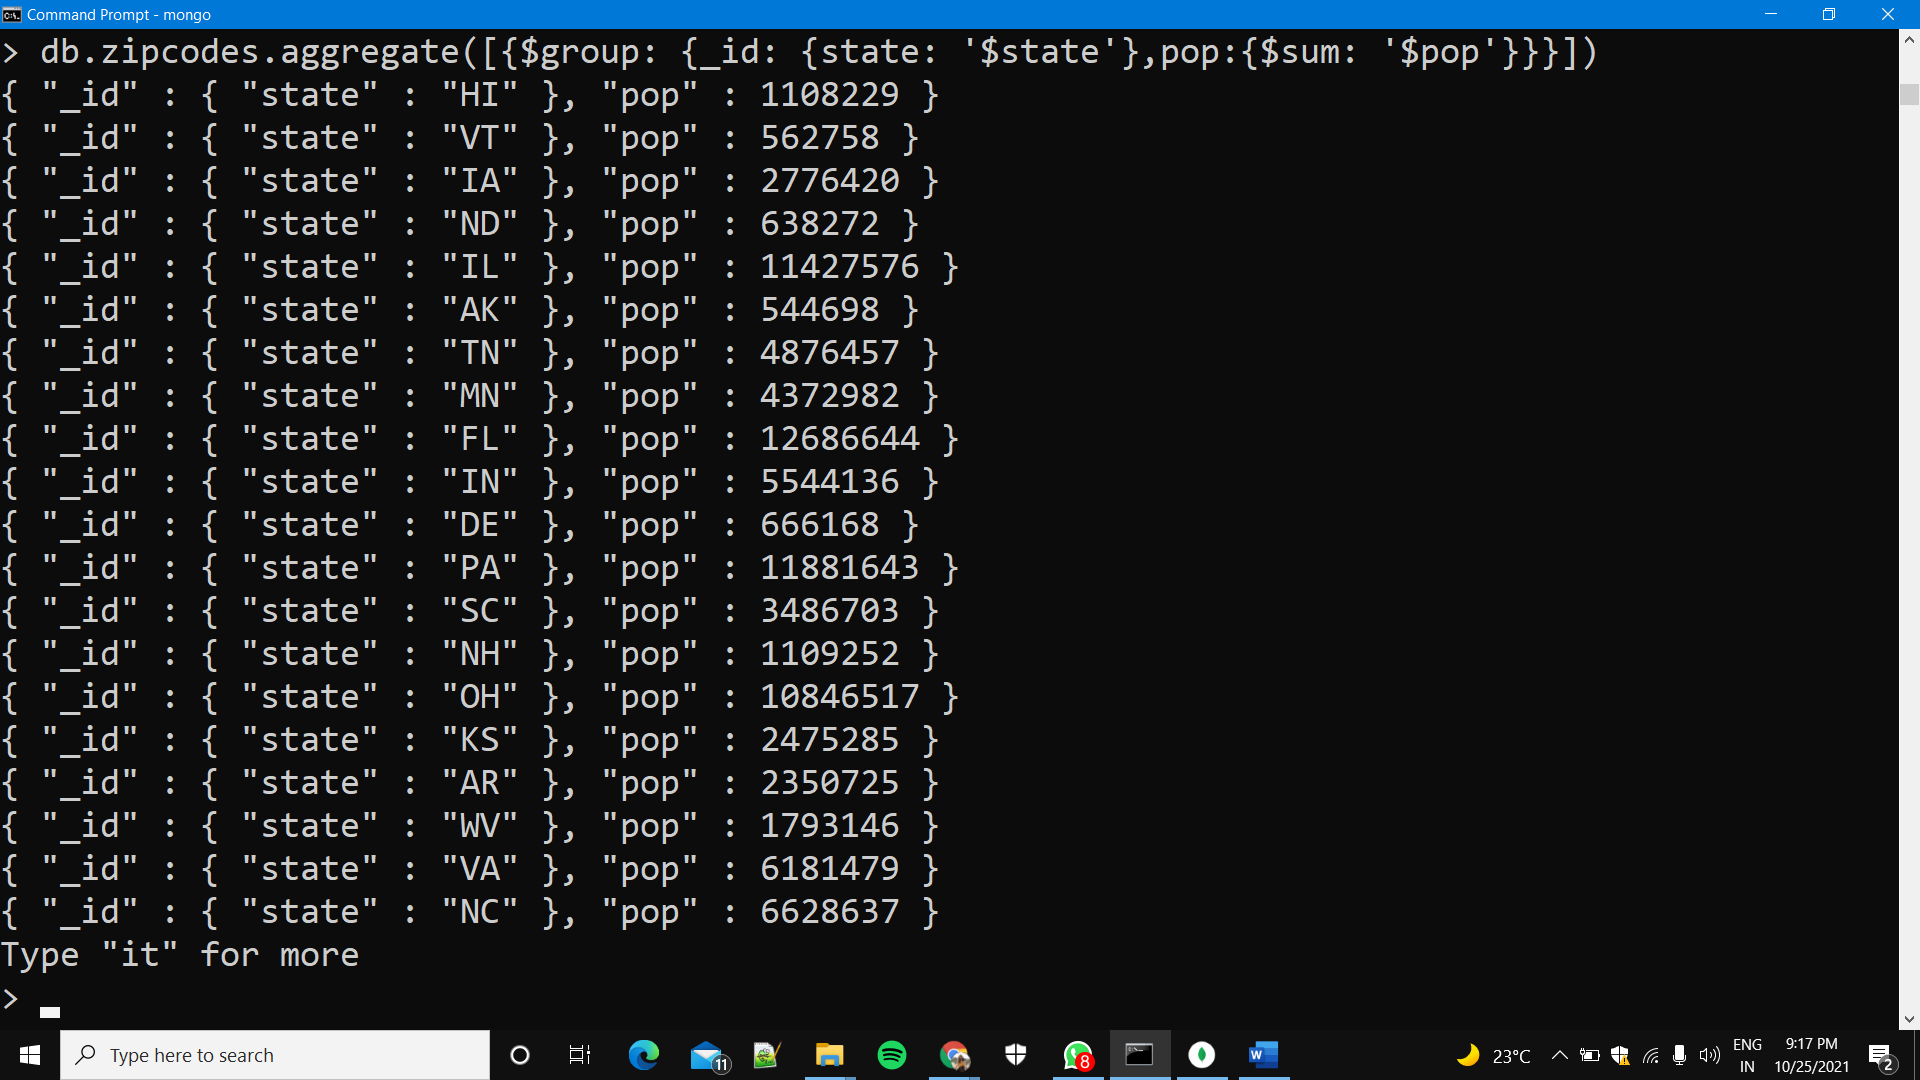 Command Prompt - mongo
> db.zipcodes.aggregate([{$group: {_id: {state: '$state'},pop:{$sum: '$pop'}}}])
{ "_id" : { "state" : "HI" }, "pop" : 1108229 }
{ "_id" : { "state" : "VT" }, "pop" : 562758 }
{ "_id" : { "state" : "IA" }, "pop" : 2776420 }
{ "_id" : { "state" : "ND" }, "pop" : 638272 }
{ "_id" : { "state" : "IL" }, "pop" : 11427576 }
{ "_id" : { "state" : "AK" }, "pop" : 544698 }
{ "_id" : { "state" : "TN" }, "pop" : 4876457 }
{ "_id" : { "state" : "MN" }, "pop" : 4372982 }
{ "_id" : { "state" : "FL" }, "pop" : 12686644 }
{ "_id" : { "state" : "IN" }, "pop" : 5544136 }
{ "_id" : { "state" : "DE" }, "pop" : 666168 }
{ "_id" : { "state" : "PA" }, "pop" : 11881643 }
{ "_id" : { "state" : "SC" }, "pop" : 3486703 }
{ "_id" : { "state" : "NH" }, "pop" : 1109252 }
{ "_id" : { "state" : "OH" }, "pop" : 10846517 }
{ "_id" : { "state" : "KS" }, "pop" : 2475285 }
{ "_id" : { "state" : "AR" }, "pop" : 2350725 }
{ "_id" : { "state" : "WV" }, "pop" : 1793146 }
{ "_id" : { "state" : "VA" }, "pop" : 6181479 }
{ "_id" : { "state" : "NC" }, "pop" : 6628637 }
Type "it" for more
>
Type here to search
11
8
23°C
ENG
IN
9:17 PM
10/25/2021
2